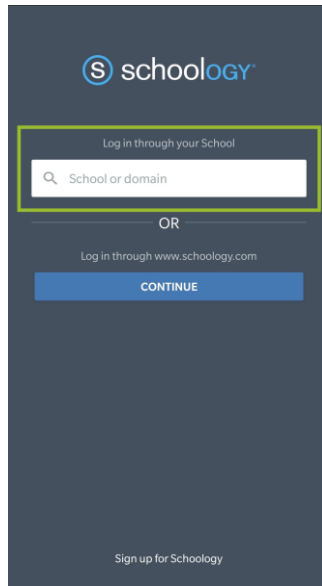 S schoology
Log in through your School
School or domain
OR
Log in through www.schoology.com
CONTINUE
Sign up for Schoology